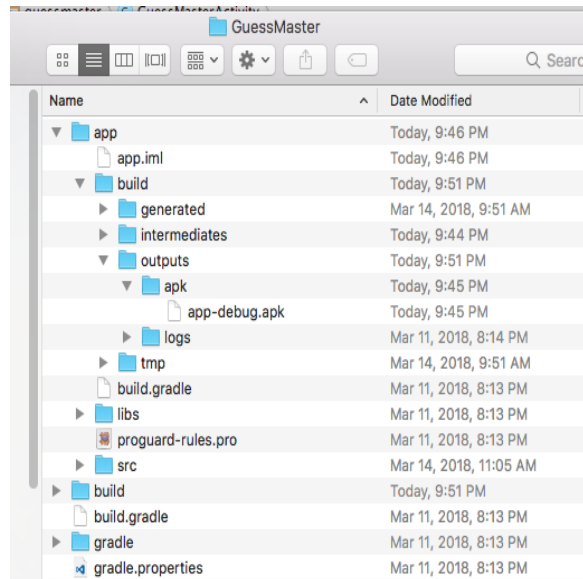 GuessMaster
Sear
Name Date Modified
app Today, 9:46 PM
app.iml Today, 9:46 PM
build Today, 9:51 PM
generated Mar 14, 2018, 9:51 AM
intermediates Today, 9:44 PM
outputs Today, 9:51 PM
apk Today, 9:45 PM
app-debug.apk Today, 9:45 PM
logs Mar 11, 2018, 8:14 PM
tmp Mar 14, 2018, 9:51 AM
build.gradle Mar 11, 2018, 8:13 PM
libs Mar 11, 2018, 8:13 PM
proguard-rules.pro Mar 11, 2018, 8:13 PM
src Mar 14, 2018, 11:05 AM
build Today, 9:51 PM
build.gradle Mar 11, 2018, 8:13 PM
gradle Mar 11, 2018, 8:13 PM
gradle.properties Mar 11, 2018, 8:13 PM